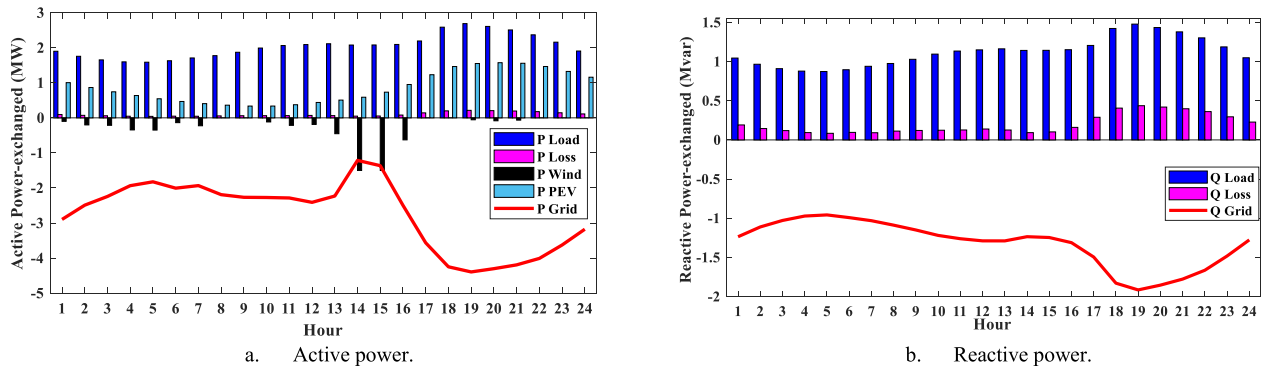 Active Power-exchanged (MW)
3
2
1
0
-1
-2
-3
-4
-5
P Load
P Loss
P Wind
P PEV
P Grid
1 2 3 4 5 6 7 8 9 10 11 12 13 14 15 16 17 18 19 20 21 22 23 24
Hour
a. Active power.
Reactive Power-exchanged (Mvar)
1.5
1
0.5
0
-0.5
-1
-1.5
-2
Q Load
Q Loss
Q Grid
1 2 3 4 5 6 7 8 9 10 11 12 13 14 15 16 17 18 19 20 21 22 23 24
Hour
b. Reactive power.